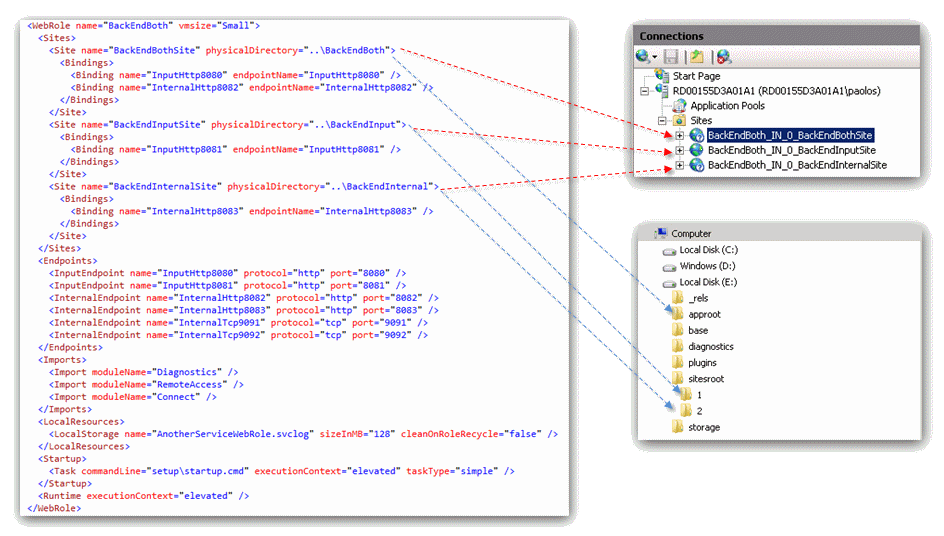 <WebRole name="BackEndBoth" vmsize="Small">
<Sites>
<Site name="BackEndBothSite" physicalDirectory="..\BackEndBoth">
<Bindings>
<Binding name="InputHttp8080" endpointName="InputHttp8080" />
<Binding name="InternalHttp8082" endpointName="InternalHttp8082" />
</Bindings>
</Site>
<Site name="BackEndInputSite" physicalDirectory="..\BackEndInput">
<Bindings>
<Binding name="InputHttp8081" endpointName="InputHttp8081" />
</Bindings>
</Site>
<Site name="BackEndInternalSite" physicalDirectory="..\BackEndInternal">
<Bindings>
<Binding name="InternalHttp8083" endpointName="InternalHttp8083" />
</Bindings>
</Site>
</Sites>
<Endpoints>
<InputEndpoint name="InputHttp8080" protocol="http" port="8080" />
<InputEndpoint name="InputHttp8081" protocol="http" port="8081" />
<InternalEndpoint name="InternalHttp8082" protocol="http" port="8082" />
<InternalEndpoint name="InternalHttp8083" protocol="http" port="8083" />
<InternalEndpoint name="InternalTcp9091" protocol="tcp" port="9091" />
<InternalEndpoint name="InternalTcp9092" protocol="tcp" port="9092" />
</Endpoints>
<Imports>
<Import moduleName="Diagnostics" />
<Import moduleName="RemoteAccess" />
<Import moduleName="Connect" />
</Imports>
<LocalResources>
<LocalStorage name="AnotherServiceWebRole.svclog" sizeInMB="128" cleanOnRoleRecycle="false" />
</LocalResources>
<Startup>
<Task commandLine="setup\startup.cmd" executionContext="elevated" taskType="simple" />
</Startup>
<Runtime executionContext="elevated" />
</WebRole>
Connections
Start Page
RD00155D3A01A1 (RD00155D3A01A1\paolos)
Application Pools
Sites
BackEndBoth_IN_0_BackEndBothSite
BackEndBoth_IN_0_BackEndInputSite
BackEndBoth_IN_0_BackEndInternalSite
Computer
Local Disk (C:)
Windows (D:)
Local Disk (E:)
_rels
approot
base
diagnostics
plugins
sitesroot
1
2
storage